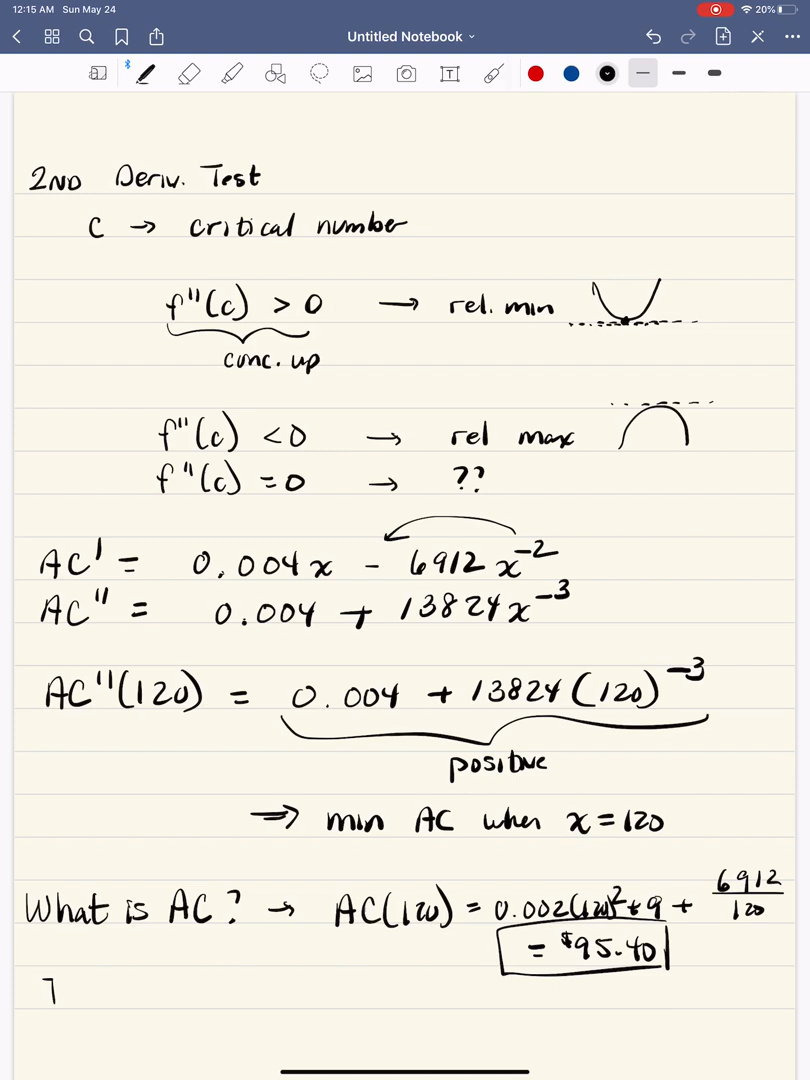 12:15 AM Sun May 24
20%
Untitled Notebook
T
2ND Deriv. Test
C → critical number
f''(c) > 0 → rel. min
conc. up
f''(c) < 0 → rel max
f''(c) = 0 → ??
AC' = 0.004x - 6912x⁻²
AC'' = 0.004 + 13824x⁻³
AC''(120) = 0.004 + 13824(120)⁻³
positive
⇒ min AC when x = 120
What is AC? → AC(120) = 0.002(120)² + 9 + 6912/120
= $95.40